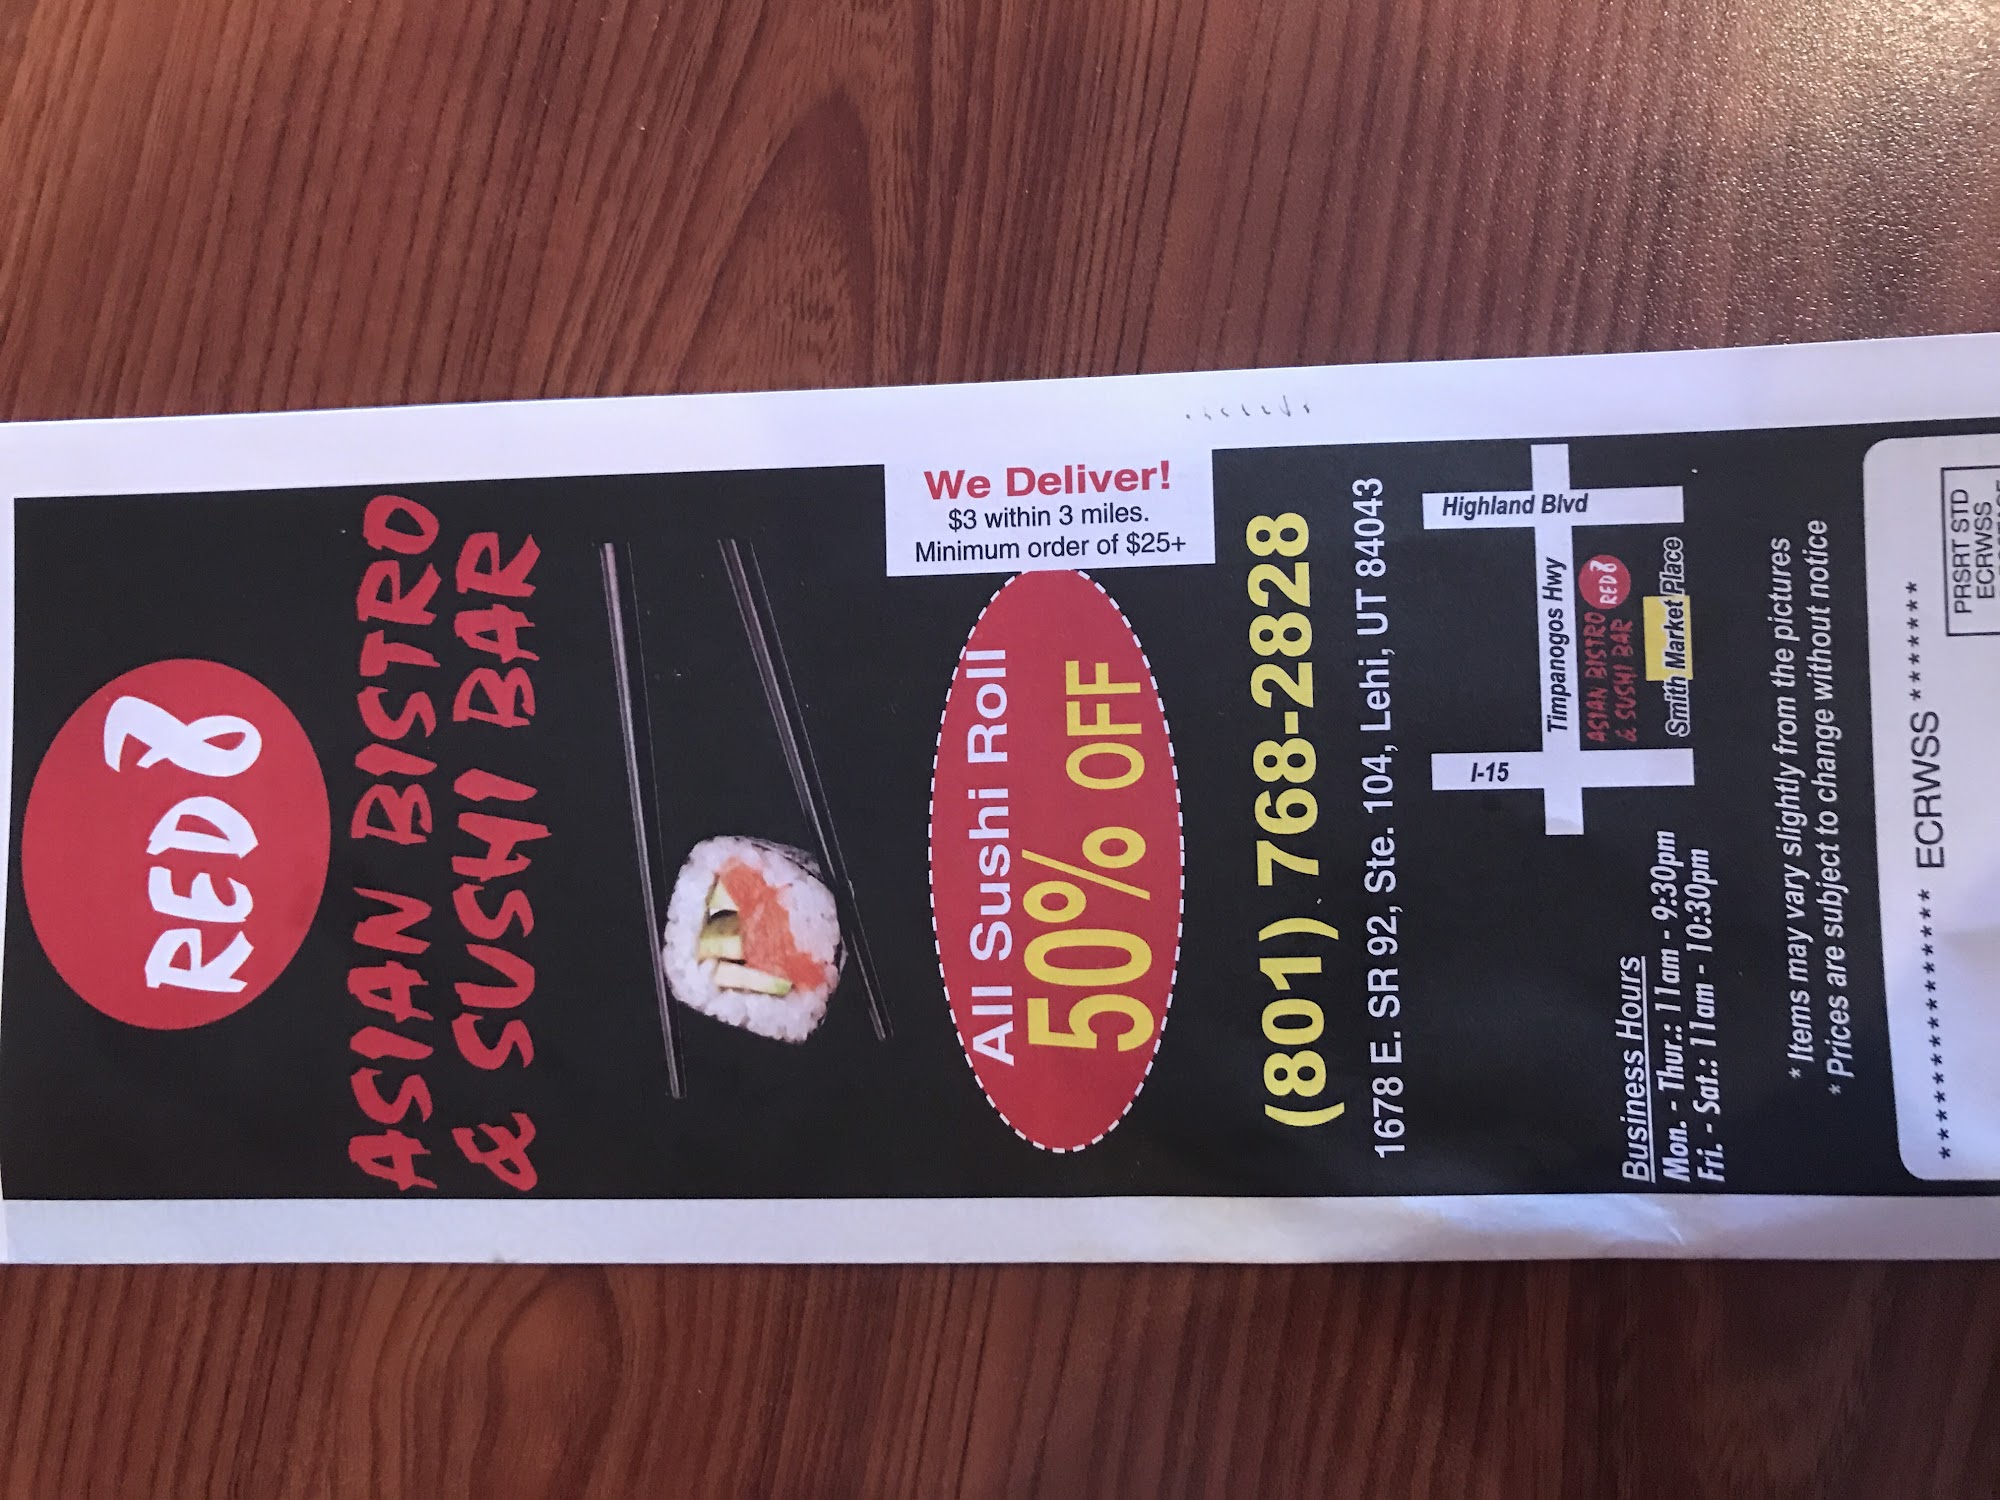 RED 8
ASIAN BISTRO
& SUSHI BAR
We Deliver!
$3 within 3 miles.
Minimum order of $25+
All Sushi Roll
50% OFF
(801) 768-2828
1678 E. SR 92, Ste. 104, Lehi, UT 84043
I-15
Highland Blvd
Timpanogos Hwy
ASIAN BISTRO
& SUSHI BAR
RED 8
Smith Market Place
Business Hours
Mon. - Thur.: 11am - 9:30pm
Fri. - Sat.: 11am - 10:30pm
* Items may vary slightly from the pictures
* Prices are subject to change without notice
****************** ECRWSS ********
PRSRT STD
ECRWSS